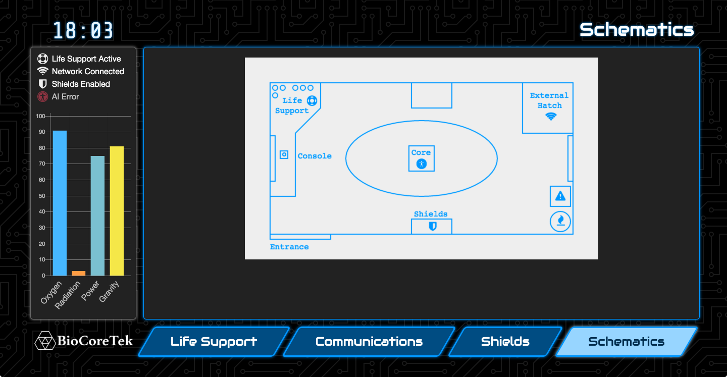 18:03
Schematics
Life Support Active
Network Connected
Shields Enabled
AI Error
100
90
80
70
60
50
40
30
20
10
0
Oxygen
Radiation
Power
Gravity
Life
Support
External
Hatch
Console
Core
Shields
Entrance
BioCoreTek
Life Support
Communications
Shields
Schematics